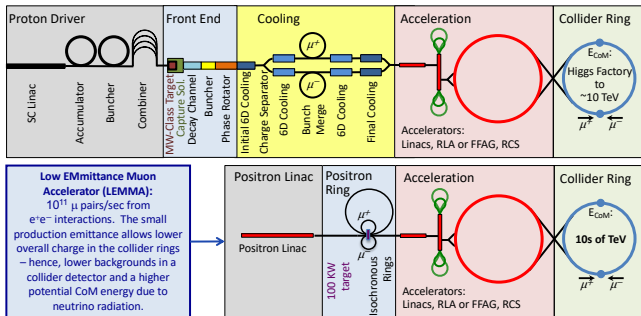 Proton Driver
Front End
Cooling
Acceleration
Collider Ring
SC Linac
Accumulator
Buncher
Combiner
MW-Class Target
Capture Sol.
Decay Channel
Buncher
Phase Rotator
Initial 6D Cooling
Charge Separator
6D Cooling
μ+
μ−
Bunch
Merge
6D Cooling
Final Cooling
Accelerators:
Linacs, RLA or FFAG, RCS
ECoM:
Higgs Factory
to
~10 TeV
μ+ μ−
Low EMmittance Muon
Accelerator (LEMMA):
10¹¹ μ pairs/sec from
e+e− interactions. The small
production emittance allows lower
overall charge in the collider rings
– hence, lower backgrounds in a
collider detector and a higher
potential CoM energy due to
neutrino radiation.
Positron Linac
Positron
Ring
Acceleration
Collider Ring
Positron Linac
μ+
μ−
100 KW
target
Isochronous
Rings
Accelerators:
Linacs, RLA or FFAG, RCS
ECoM:
10s of TeV
μ+ μ−